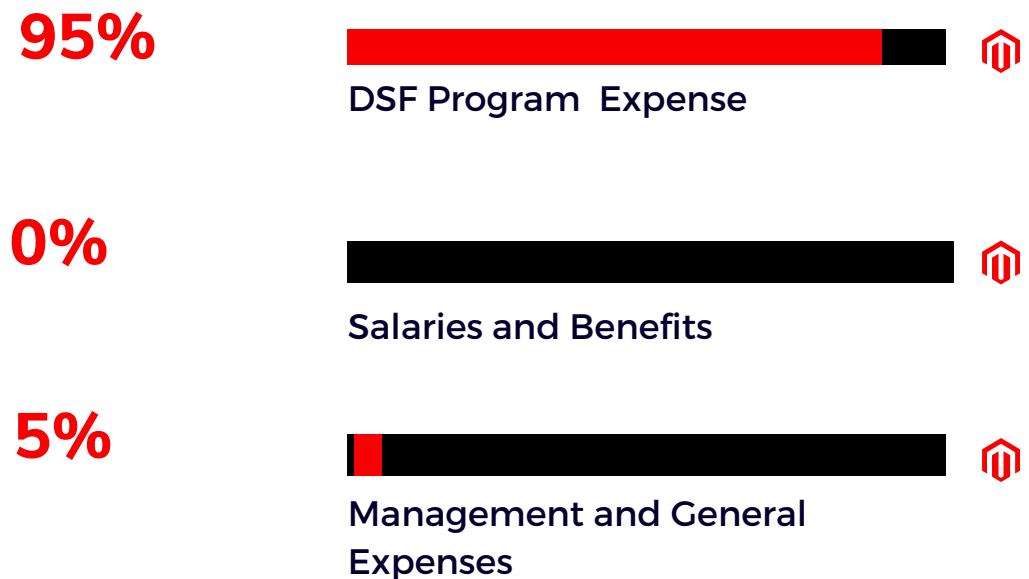 95%
DSF Program  Expense
0%
Salaries and Benefits
5%
Management and General
Expenses